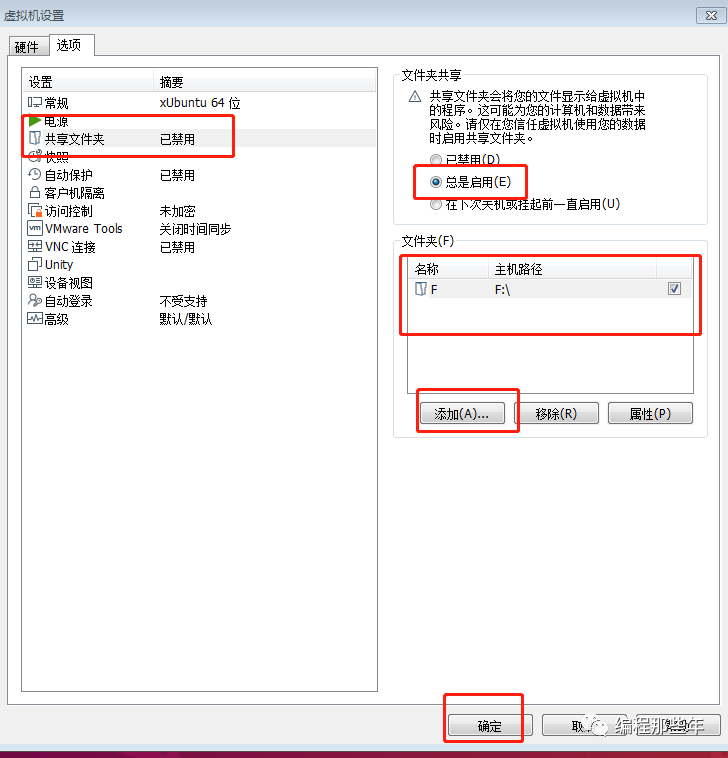 虚拟机设置
硬件 选项
设置 摘要
常规 xUbuntu 64 位
电源
共享文件夹 已禁用
快照
自动保护 已禁用
客户机隔离
访问控制 未加密
vm VMware Tools 关闭时间同步
VNC 连接 已禁用
Unity
设备视图
自动登录 不受支持
高级 默认/默认
文件夹共享
共享文件夹会将您的文件显示给虚拟机中
的程序。这可能为您的计算机和数据带来
风险。请仅在您信任虚拟机使用您的数据
时启用共享文件夹。
已禁用(D)
总是启用(E)
在下次关机或挂起前一直启用(U)
文件夹(F)
名称 主机路径
F F:\
添加(A)... 移除(R) 属性(P)
确定 取
编程那些年